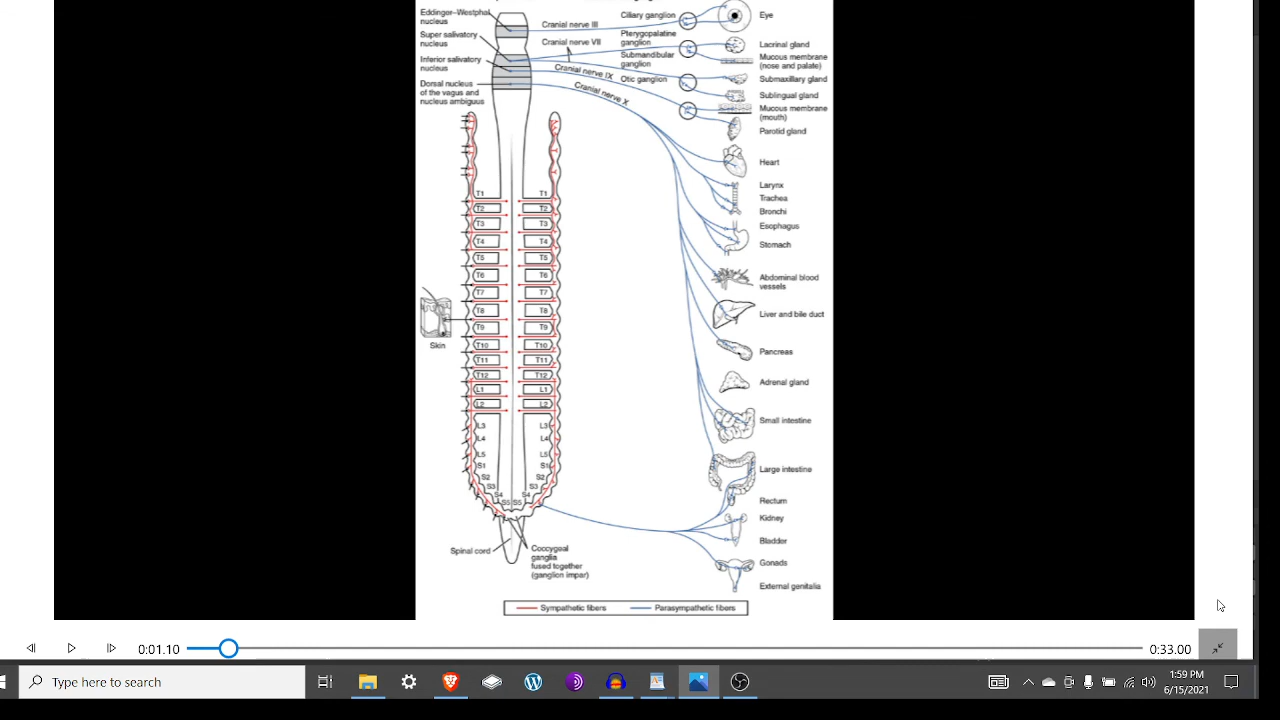 Eddinger–Westphal
nucleus
Super salivatory
nucleus
Inferior salivatory
nucleus
Dorsal nucleus
of the vagus and
nucleus ambiguus
Cranial nerve III
Cranial nerve VII
Cranial nerve IX
Cranial nerve X
Ciliary ganglion
Pterygopalatine
ganglion
Submandibular
ganglion
Otic ganglion
Eye
Lacrinal gland
Mucous membrane
(nose and palate)
Submaxillary gland
Sublingual gland
Mucous membrane
(mouth)
Parotid gland
Heart
Larynx
Trachea
Bronchi
Esophagus
Stomach
Abdominal blood
vessels
Liver and bile duct
Pancreas
Adrenal gland
Small intestine
Large intestine
Rectum
Kidney
Bladder
Gonads
External genitalia
T1 T1
T2 T2
T3 T3
T4 T4
T5 T5
T6 T6
T7 T7
T8 T8
T9 T9
T10 T10
T11 T11
T12 T12
L1 L1
L2 L2
L3 L3
L4 L4
L5 L5
S1 S1
S2 S2
S3 S3
S4 S4
S5 S5
Skin
Spinal cord
Coccygeal
ganglia
fused together
(ganglion impar)
Sympathetic fibers
Parasympathetic fibers
0:01.10
0:33.00
Type here to search
1:59 PM
6/15/2021